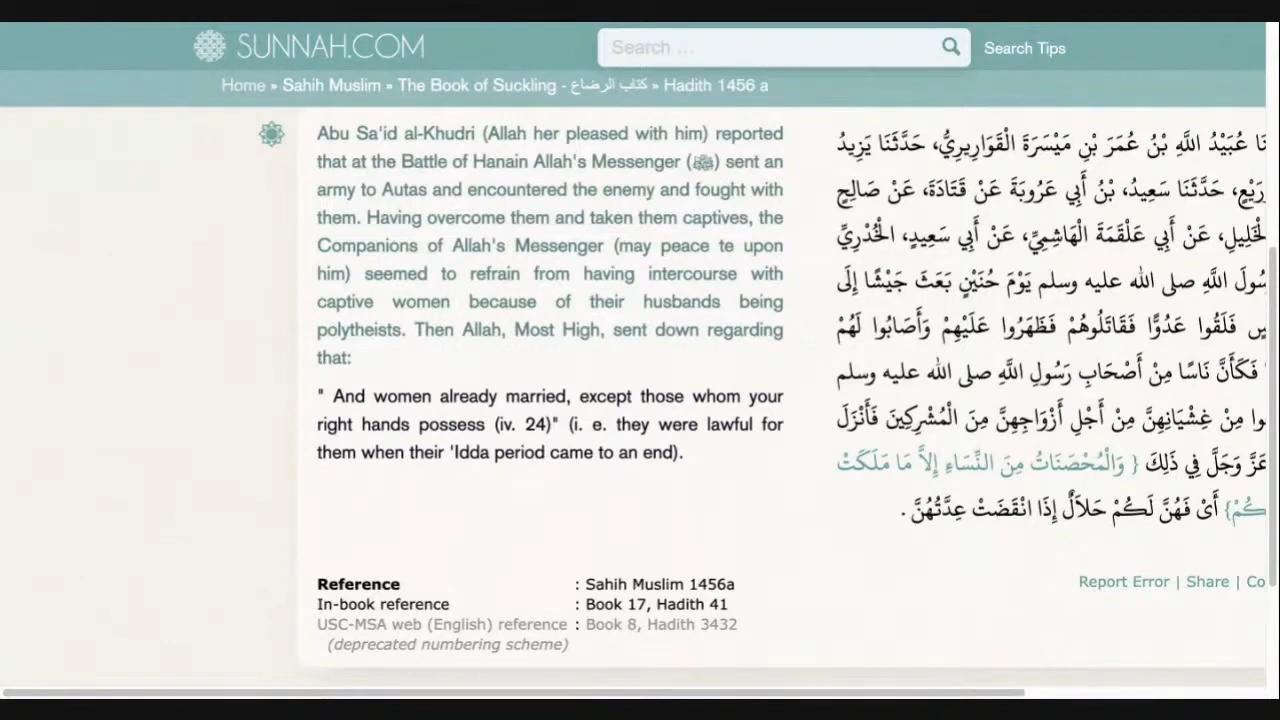 SUNNAH.COM
Search ...
Search Tips
Home » Sahih Muslim » The Book of Suckling - كتاب الرضاع » Hadith 1456 a
Abu Sa'id al-Khudri (Allah her pleased with him) reported
that at the Battle of Hanain Allah's Messenger (ﷺ) sent an
army to Autas and encountered the enemy and fought with
them. Having overcome them and taken them captives, the
Companions of Allah's Messenger (may peace te upon
him) seemed to refrain from having intercourse with
captive women because of their husbands being
polytheists. Then Allah, Most High, sent down regarding
that:
" And women already married, except those whom your
right hands possess (iv. 24)" (i. e. they were lawful for
them when their 'Idda period came to an end).
عُبَيْدُ اللَّهِ بْنُ عُمَرَ بْنِ مَيْسَرَةَ الْقَوَارِيرِيُّ، حَدَّثَنَا يَزِيدُ
حَدَّثَنَا سَعِيدُ، بْنُ أَبِي عَرُوبَةَ عَنْ قَتَادَةَ، عَنْ صَالِحٍ
عَنْ أَبِي عَلْقَمَةَ الْهَاشِمِيِّ، عَنْ أَبِي سَعِيدٍ، الْخُدْرِيِّ
اللَّهِ صلى الله عليه وسلم يَوْمَ حُنَيْنٍ بَعَثَ جَيْشًا إِلَى
فَلَقُوا عَدُوًّا فَقَاتَلُوهُمْ فَظَهَرُوا عَلَيْهِمْ وَأَصَابُوا لَهُمْ
فَكَأَنَّ نَاسًا مِنْ أَصْحَابِ رَسُولِ اللَّهِ صلى الله عليه وسلم
مِنْ غِشْيَانِهِنَّ مِنْ أَجْلِ أَزْوَاجِهِنَّ مِنَ الْمُشْرِكِينَ فَأَنْزَلَ
عَزَّ وَجَلَّ فِي ذَلِكَ { وَالْمُحْصَنَاتُ مِنَ النِّسَاءِ إِلاَّ مَا مَلَكَتْ
كُمْ} أَىْ فَهُنَّ لَكُمْ حَلاَلٌ إِذَا انْقَضَتْ عِدَّتُهُنَّ .
Reference : Sahih Muslim 1456a
In-book reference : Book 17, Hadith 41
USC-MSA web (English) reference : Book 8, Hadith 3432
(deprecated numbering scheme)
Report Error | Share | Co